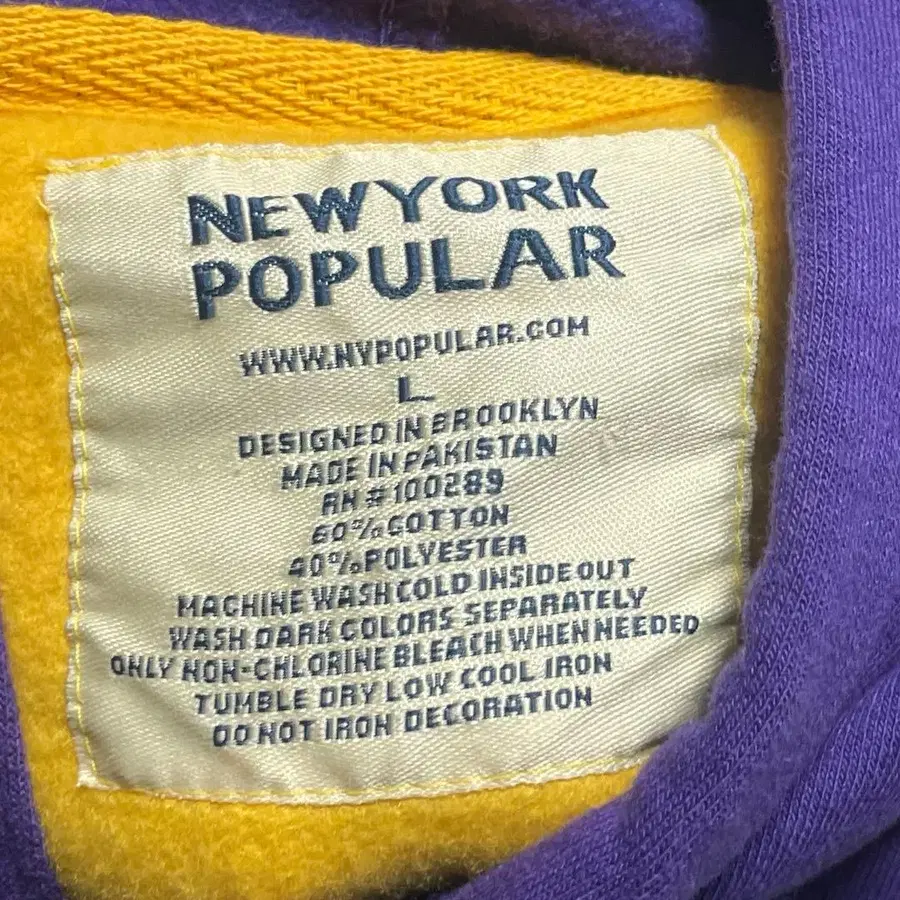 NEW YORK
POPULAR
WWW.NYPOPULAR.COM
L
DESIGNED IN BROOKLYN
MADE IN PAKISTAN
RN # 100289
60% COTTON
40% POLYESTER
MACHINE WASH COLD INSIDE OUT
WASH DARK COLORS SEPARATELY
ONLY NON-CHLORINE BLEACH WHEN NEEDED
TUMBLE DRY LOW COOL IRON
DO NOT IRON DECORATION